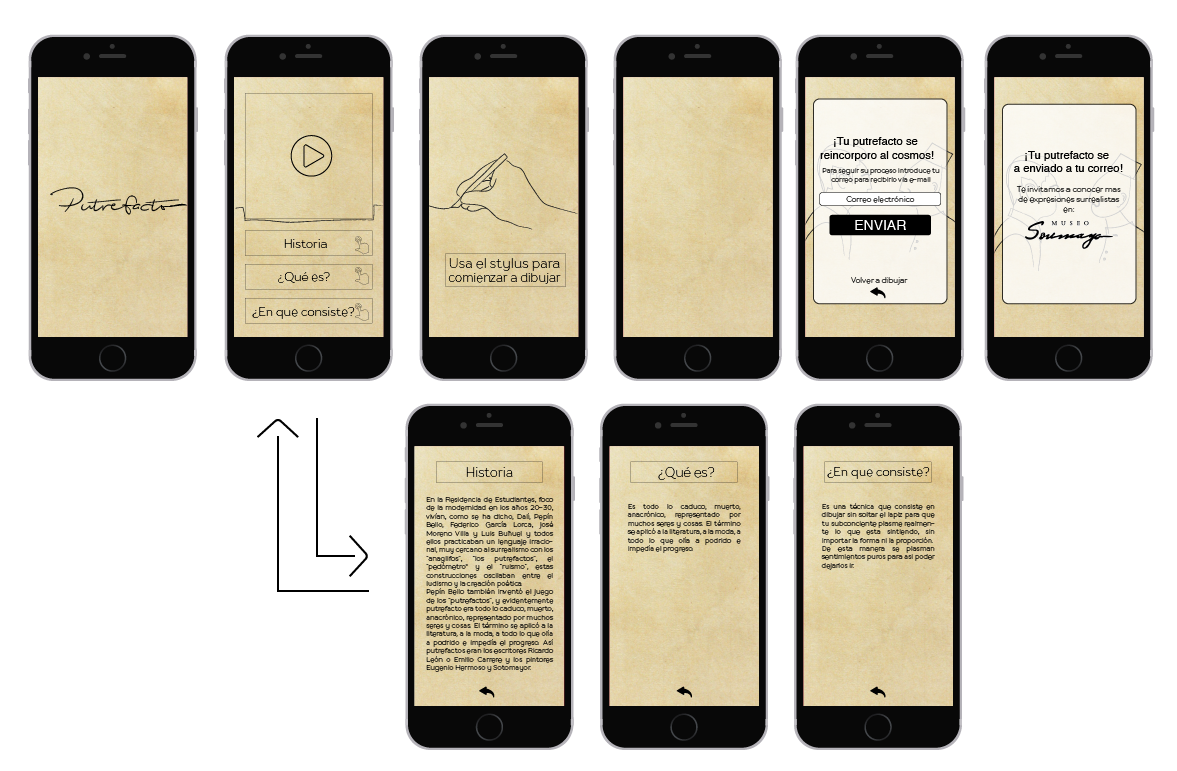 Putrefacto
Historia
¿Qué es?
¿En que consiste?
Usa el stylus para
comienzar a dibujar
¡Tu putrefacto se
reincorporo al cosmos!
Para seguir su proceso introduce tu
correo para recibirlo vía e-mail
Correo electrónico
ENVIAR
Volver a dibujar
¡Tu putrefacto se
a enviado a tu correo!
Te invitamos a conocer mas
de expresiones surrealistas
en:
MUSEO
Soumaya
Historia
En la Residencia de Estudiantes, foco
de la modernidad en los años 20-30,
vivían, como se ha dicho, Dalí, Pepín
Bello, Federico García Lorca, José
Moreno Villa y Luis Buñuel y todos
ellos practicaban un lenguaje irracio-
nal, muy cercano al surrealismo con los
"anaglifos", "los putrefactos", el
"pedómetro" y el "ruismo", estas
construcciones oscilaban entre el
ludismo y la creación poética.
Pepín Bello también inventó el juego
de los "putrefactos", y evidentemente
putrefacto era todo lo caduco, muerto,
anacrónico, representado por muchos
seres y cosas. El término se aplicó a la
literatura, a la moda, a todo lo que olía
a podrido e impedía el progreso. Así
putrefactos eran los escritores Ricardo
León o Emilio Carrere y los pintores
Eugenio Hermoso y Sotomayor.
¿Qué es?
Es todo lo caduco, muerto,
anacrónico, representado por
muchos seres y cosas. El término
se aplicó a la literatura, a la moda, a
todo lo que olía a podrido e
impedía el progreso.
¿En que consiste?
Es una técnica que consiste en
dibujar sin soltar el lapiz para que
tu subconciente plasme realmen-
te lo que esta sintiendo, sin
importar la forma ni la proporción.
De esta manera se plasman
sentimientos puros para asi poder
dejarlos ir.